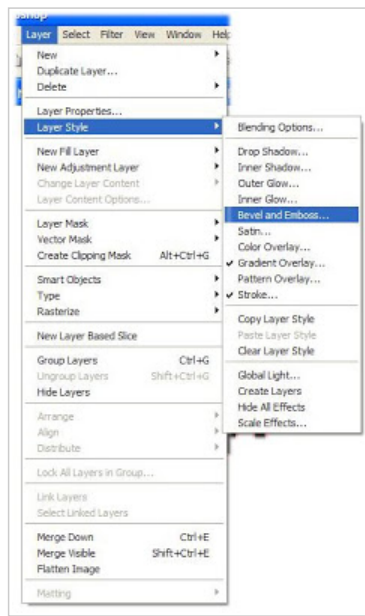 shop
Layer Select Filter View Window Help
New
Duplicate Layer...
Delete
Layer Properties...
Layer Style
New Fill Layer
New Adjustment Layer
Change Layer Content
Layer Content Options...
Layer Mask
Vector Mask
Create Clipping Mask Alt+Ctrl+G
Smart Objects
Type
Rasterize
New Layer Based Slice
Group Layers Ctrl+G
Ungroup Layers Shift+Ctrl+G
Hide Layers
Arrange
Align
Distribute
Lock All Layers in Group...
Link Layers
Select Linked Layers
Merge Down Ctrl+E
Merge Visible Shift+Ctrl+E
Flatten Image
Matting
Blending Options...
Drop Shadow...
Inner Shadow...
Outer Glow...
Inner Glow...
Bevel and Emboss...
Satin...
Color Overlay...
Gradient Overlay...
Pattern Overlay...
Stroke...
Copy Layer Style
Paste Layer Style
Clear Layer Style
Global Light...
Create Layers
Hide All Effects
Scale Effects...